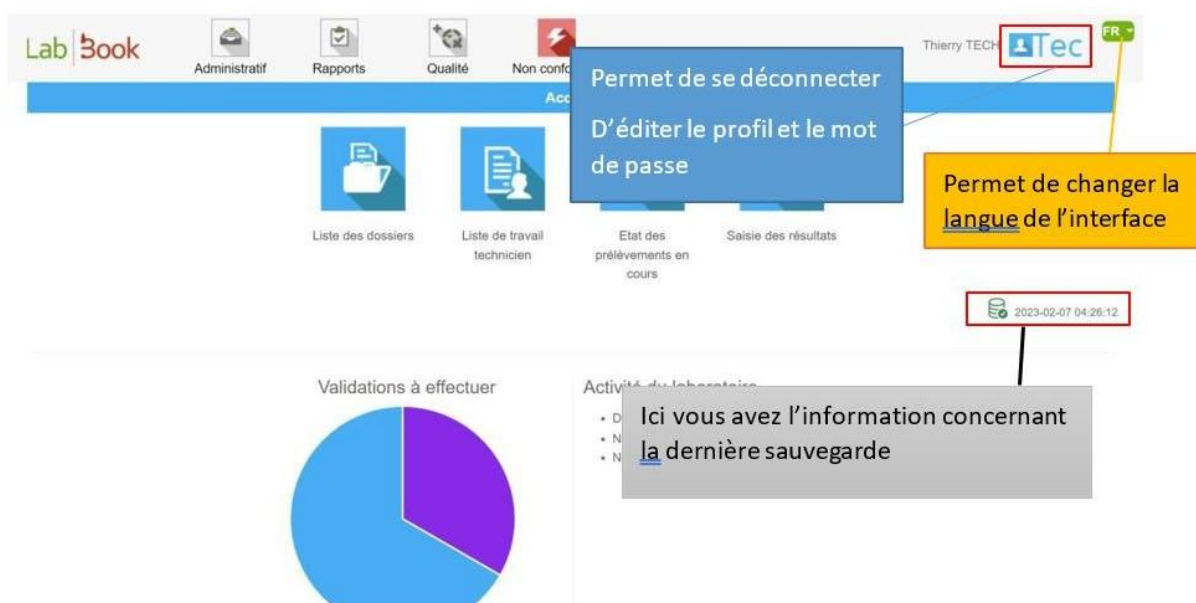 Lab Book
Administratif
Rapports
Qualité
Non confo
Thierry TECH
Tec
FR
Acc
Permet de se déconnecter
D’éditer le profil et le mot
de passe
Permet de changer la
langue de l’interface
Liste des dossiers
Liste de travail
technicien
Etat des
prélèvements en
cours
Saisie des résultats
2023-02-07 04:26:12
Validations à effectuer
Activité du laboratoire
• D
• N
• N
Ici vous avez l’information concernant
la dernière sauvegarde